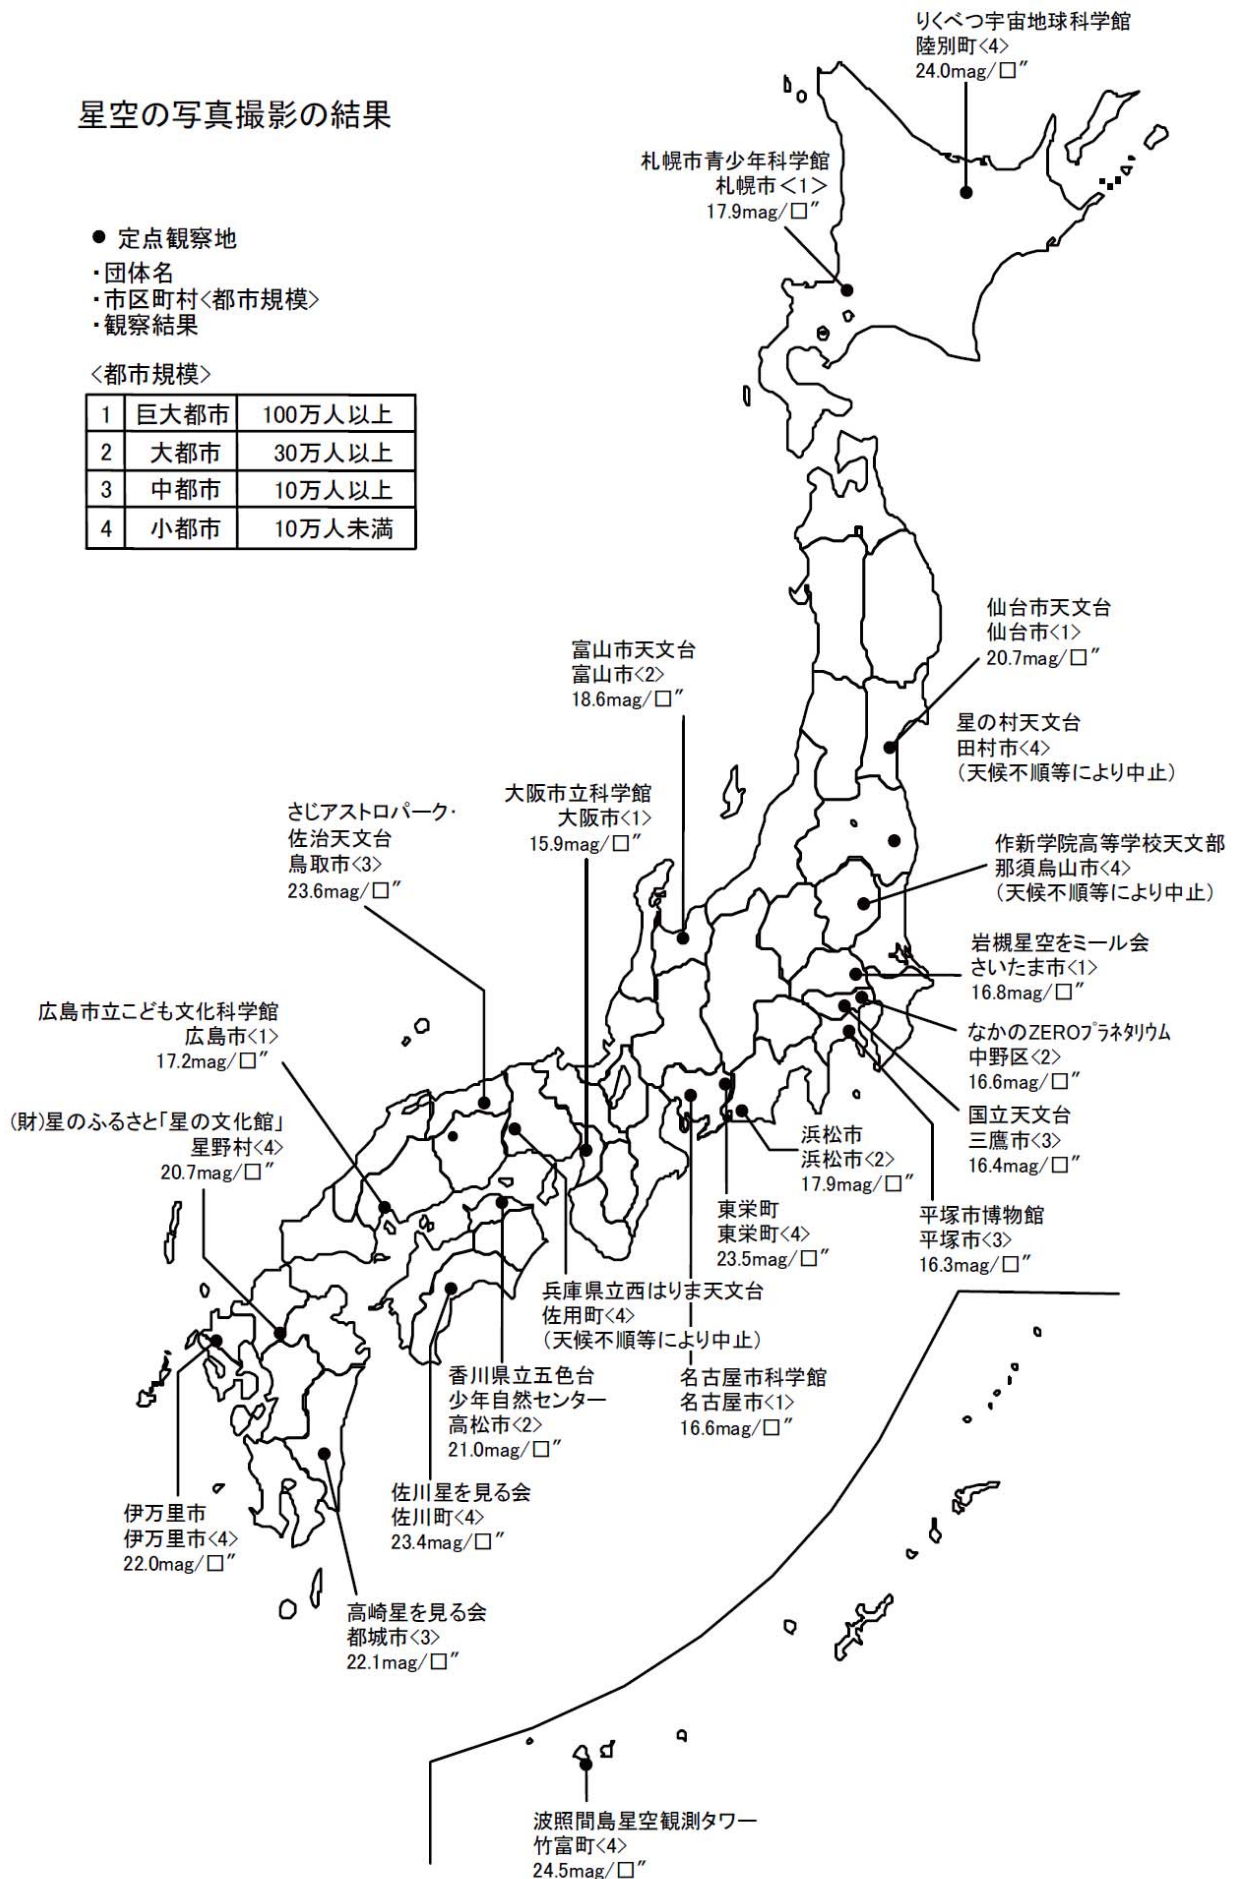 星空の写真撮影の結果
● 定点観察地
・団体名
・市区町村<都市規模>
・観察結果
<都市規模>
1 巨大都市 100万人以上
2 大都市 30万人以上
3 中都市 10万人以上
4 小都市 10万人未満
りくべつ宇宙地球科学館
陸別町<4>
24.0mag/□″
札幌市青少年科学館
札幌市<1>
17.9mag/□″
仙台市天文台
仙台市<1>
20.7mag/□″
富山市天文台
富山市<2>
18.6mag/□″
星の村天文台
田村市<4>
(天候不順等により中止)
大阪市立科学館
大阪市<1>
15.9mag/□″
さじアストロパーク・
佐治天文台
鳥取市<3>
23.6mag/□″
作新学院高等学校天文部
那須烏山市<4>
(天候不順等により中止)
岩槻星空をミール会
さいたま市<1>
16.8mag/□″
広島市立こども文化科学館
広島市<1>
17.2mag/□″
なかのZEROプラネタリウム
中野区<2>
16.6mag/□″
(財)星のふるさと「星の文化館」
星野村<4>
20.7mag/□″
国立天文台
三鷹市<3>
16.4mag/□″
浜松市
浜松市<2>
17.9mag/□″
東栄町
東栄町<4>
23.5mag/□″
平塚市博物館
平塚市<3>
16.3mag/□″
兵庫県立西はりま天文台
佐用町<4>
(天候不順等により中止)
香川県立五色台
少年自然センター
高松市<2>
21.0mag/□″
名古屋市科学館
名古屋市<1>
16.6mag/□″
佐川星を見る会
佐川町<4>
23.4mag/□″
伊万里市
伊万里市<4>
22.0mag/□″
高崎星を見る会
都城市<3>
22.1mag/□″
波照間島星空観測タワー
竹富町<4>
24.5mag/□″